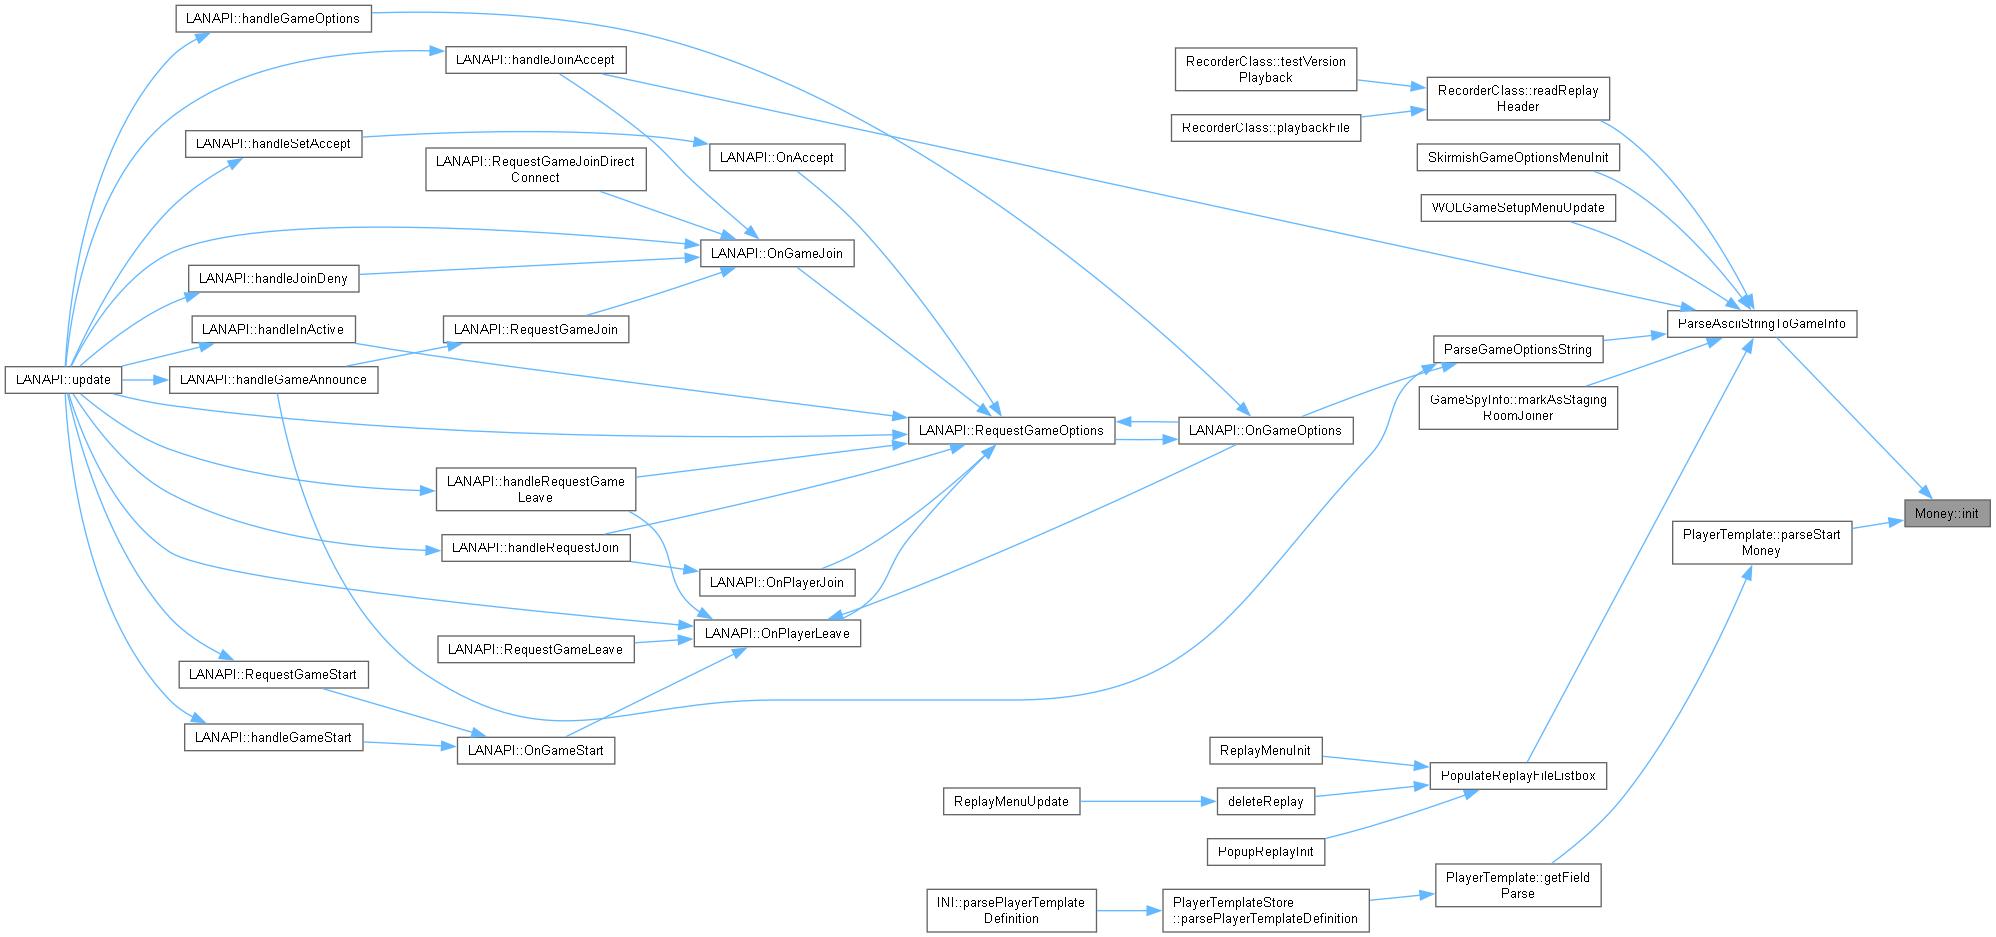 LANAPI::handleGameOptions
LANAPI::handleJoinAccept
RecorderClass::testVersion
Playback
RecorderClass::readReplay
Header
RecorderClass::playbackFile
LANAPI::handleSetAccept
LANAPI::OnAccept
SkirmishGameOptionsMenuInit
LANAPI::RequestGameJoinDirect
Connect
WOLGameSetupMenuUpdate
LANAPI::OnGameJoin
LANAPI::handleJoinDeny
LANAPI::handleInActive
LANAPI::RequestGameJoin
ParseAsciiStringToGameInfo
ParseGameOptionsString
LANAPI::update
LANAPI::handleGameAnnounce
GameSpyInfo::markAsStaging
RoomJoiner
LANAPI::RequestGameOptions
LANAPI::OnGameOptions
LANAPI::handleRequestGame
Leave
Money::init
PlayerTemplate::parseStart
Money
LANAPI::handleRequestJoin
LANAPI::OnPlayerJoin
LANAPI::OnPlayerLeave
LANAPI::RequestGameLeave
LANAPI::RequestGameStart
LANAPI::handleGameStart
LANAPI::OnGameStart
ReplayMenuInit
PopulateReplayFileListbox
ReplayMenuUpdate
deleteReplay
PopupReplayInit
PlayerTemplate::getField
Parse
INI::parsePlayerTemplate
Definition
PlayerTemplateStore
::parsePlayerTemplateDefinition